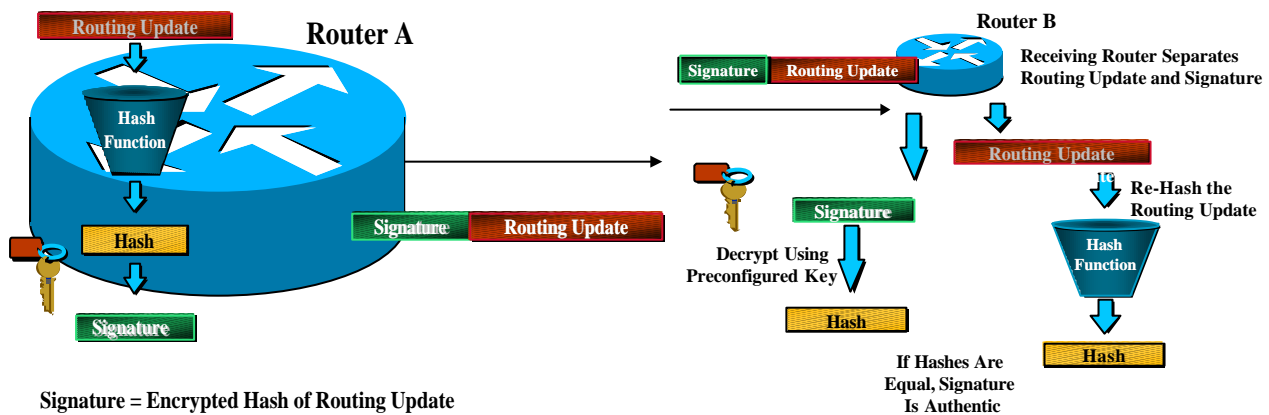 Routing Update
Router A
Hash
Function
Hash
Signature
Signature Routing Update
Signature = Encrypted Hash of Routing Update
Router B
Signature Routing Update
Receiving Router Separates
Routing Update and Signature
Routing Update
Re-Hash the
Routing Update
Signature
Decrypt Using
Preconfigured Key
Hash
Function
Hash
Hash
If Hashes Are
Equal, Signature
Is Authentic